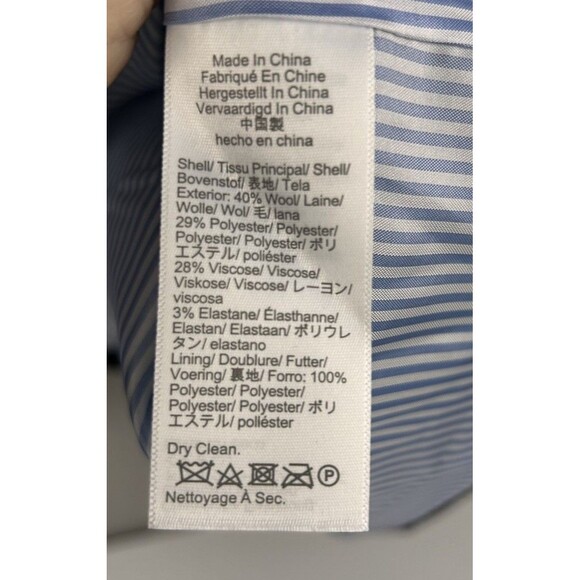 Made In China
Fabriqué En Chine
Hergestellt In China
Vervaardigd In China
中国製
hecho en china
Shell/ Tissu Principal/ Shell/
Bovenstof/ 表地/ Tela
Exterior: 40% Wool/ Laine/
Wolle/ Wol/ 毛/ lana
29% Polyester/ Polyester/
Polyester/ Polyester/ ポリ
エステル/ poliéster
28% Viscose/ Viscose/
Viskose/ Viscose/ レーヨン/
viscosa
3% Elastane/ Élasthanne/
Elastan/ Elastaan/ ポリウレ
タン/ elastano
Lining/ Doublure/ Futter/
Voering/ 裏地/ Forro: 100%
Polyester/ Polyester/
Polyester/ Polyester/ ポリ
エステル/ poliéster
Dry Clean.
P
Nettoyage À Sec.